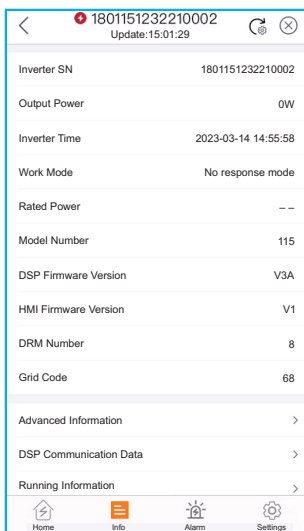 1801151232210002
Update:15:01:29
Inverter SN 1801151232210002
Output Power 0W
Inverter Time 2023-03-14 14:55:58
Work Mode No response mode
Rated Power – –
Model Number 115
DSP Firmware Version V3A
HMI Firmware Version V1
DRM Number 8
Grid Code 68
Advanced Information
DSP Communication Data
Running Information
Home Info Alarm Settings